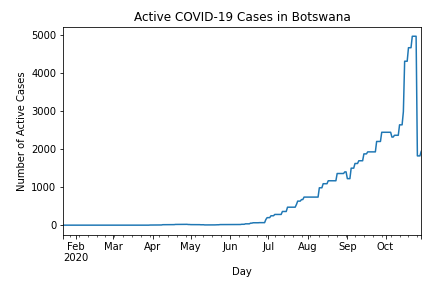 Active COVID-19 Cases in Botswana
Number of Active Cases
5000
4000
3000
2000
1000
0
Feb Mar Apr May Jun Jul Aug Sep Oct
2020
Day